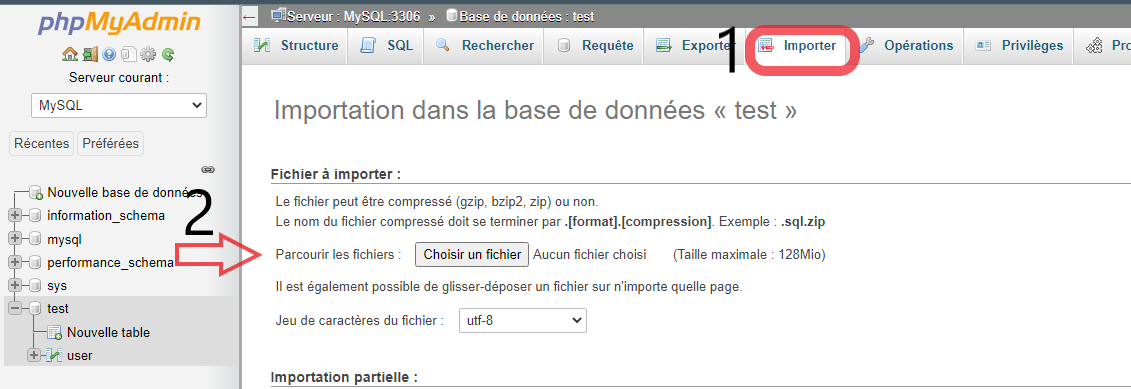 phpMyAdmin
Serveur courant :
MySQL
Récentes Préférées
Nouvelle base de données
information_schema
mysql
performance_schema
sys
test
Nouvelle table
user
Serveur : MySQL:3306 » Base de données : test
Structure SQL Rechercher Requête Exporter Importer Opérations Privilèges
1
Importation dans la base de données « test »
Fichier à importer :
Le fichier peut être compressé (gzip, bzip2, zip) ou non.
Le nom du fichier compressé doit se terminer par .[format].[compression]. Exemple : .sql.zip
2
Parcourir les fichiers : Choisir un fichier Aucun fichier choisi (Taille maximale : 128Mio)
Il est également possible de glisser-déposer un fichier sur n'importe quelle page.
Jeu de caractères du fichier : utf-8
Importation partielle :